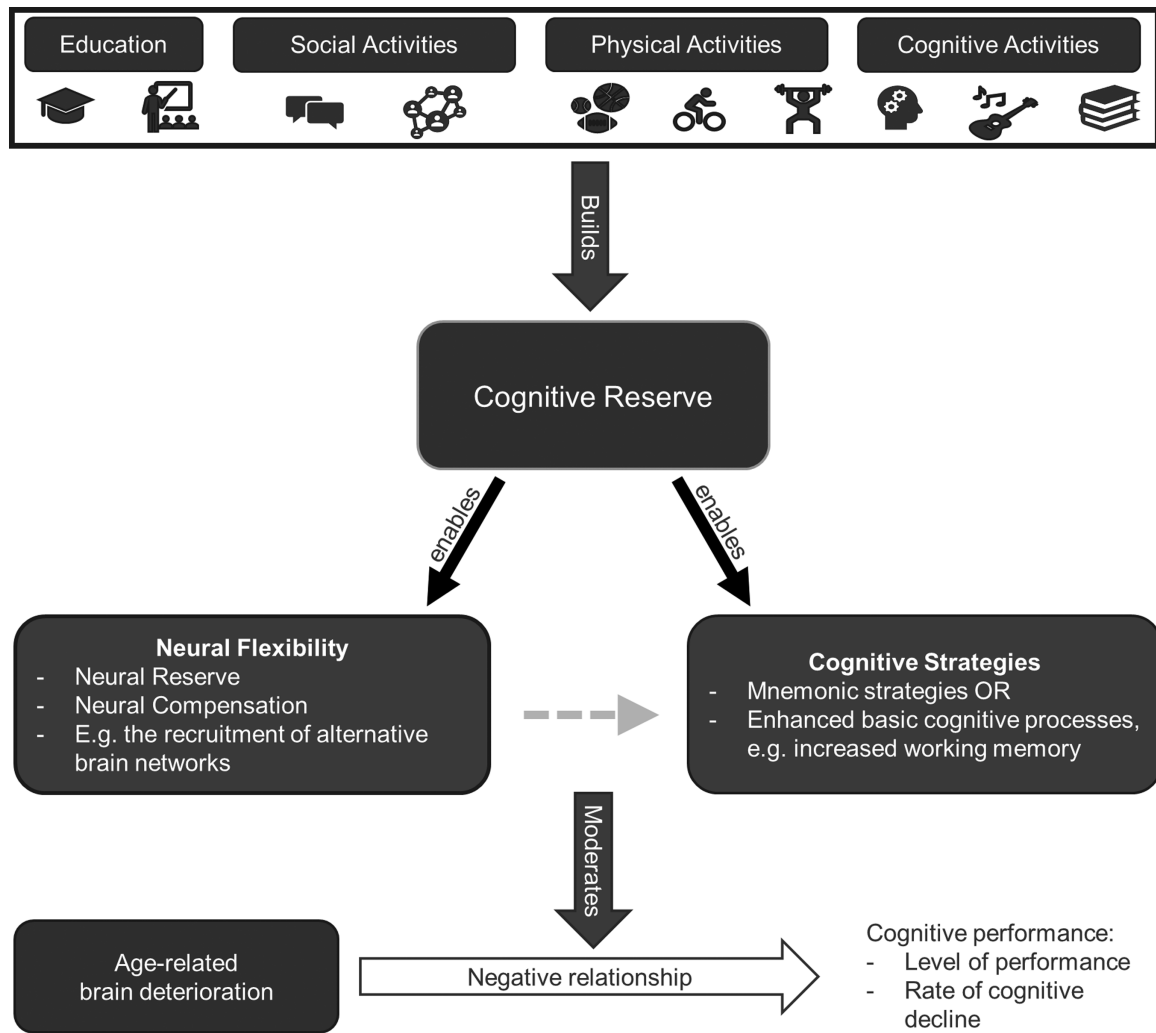 Education
Social Activities
Physical Activities
Cognitive Activities
Builds
Cognitive Reserve
enables
enables
Neural Flexibility
- Neural Reserve
- Neural Compensation
- E.g. the recruitment of alternative
brain networks
Cognitive Strategies
- Mnemonic strategies OR
- Enhanced basic cognitive processes,
e.g. increased working memory
Moderates
Age-related
brain deterioration
Negative relationship
Cognitive performance:
- Level of performance
- Rate of cognitive
decline